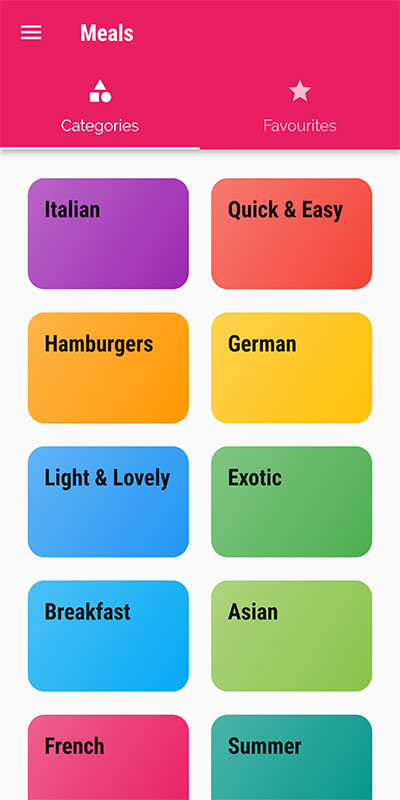 Meals
Categories
Favourites
Italian
Quick & Easy
Hamburgers
German
Light & Lovely
Exotic
Breakfast
Asian
French
Summer